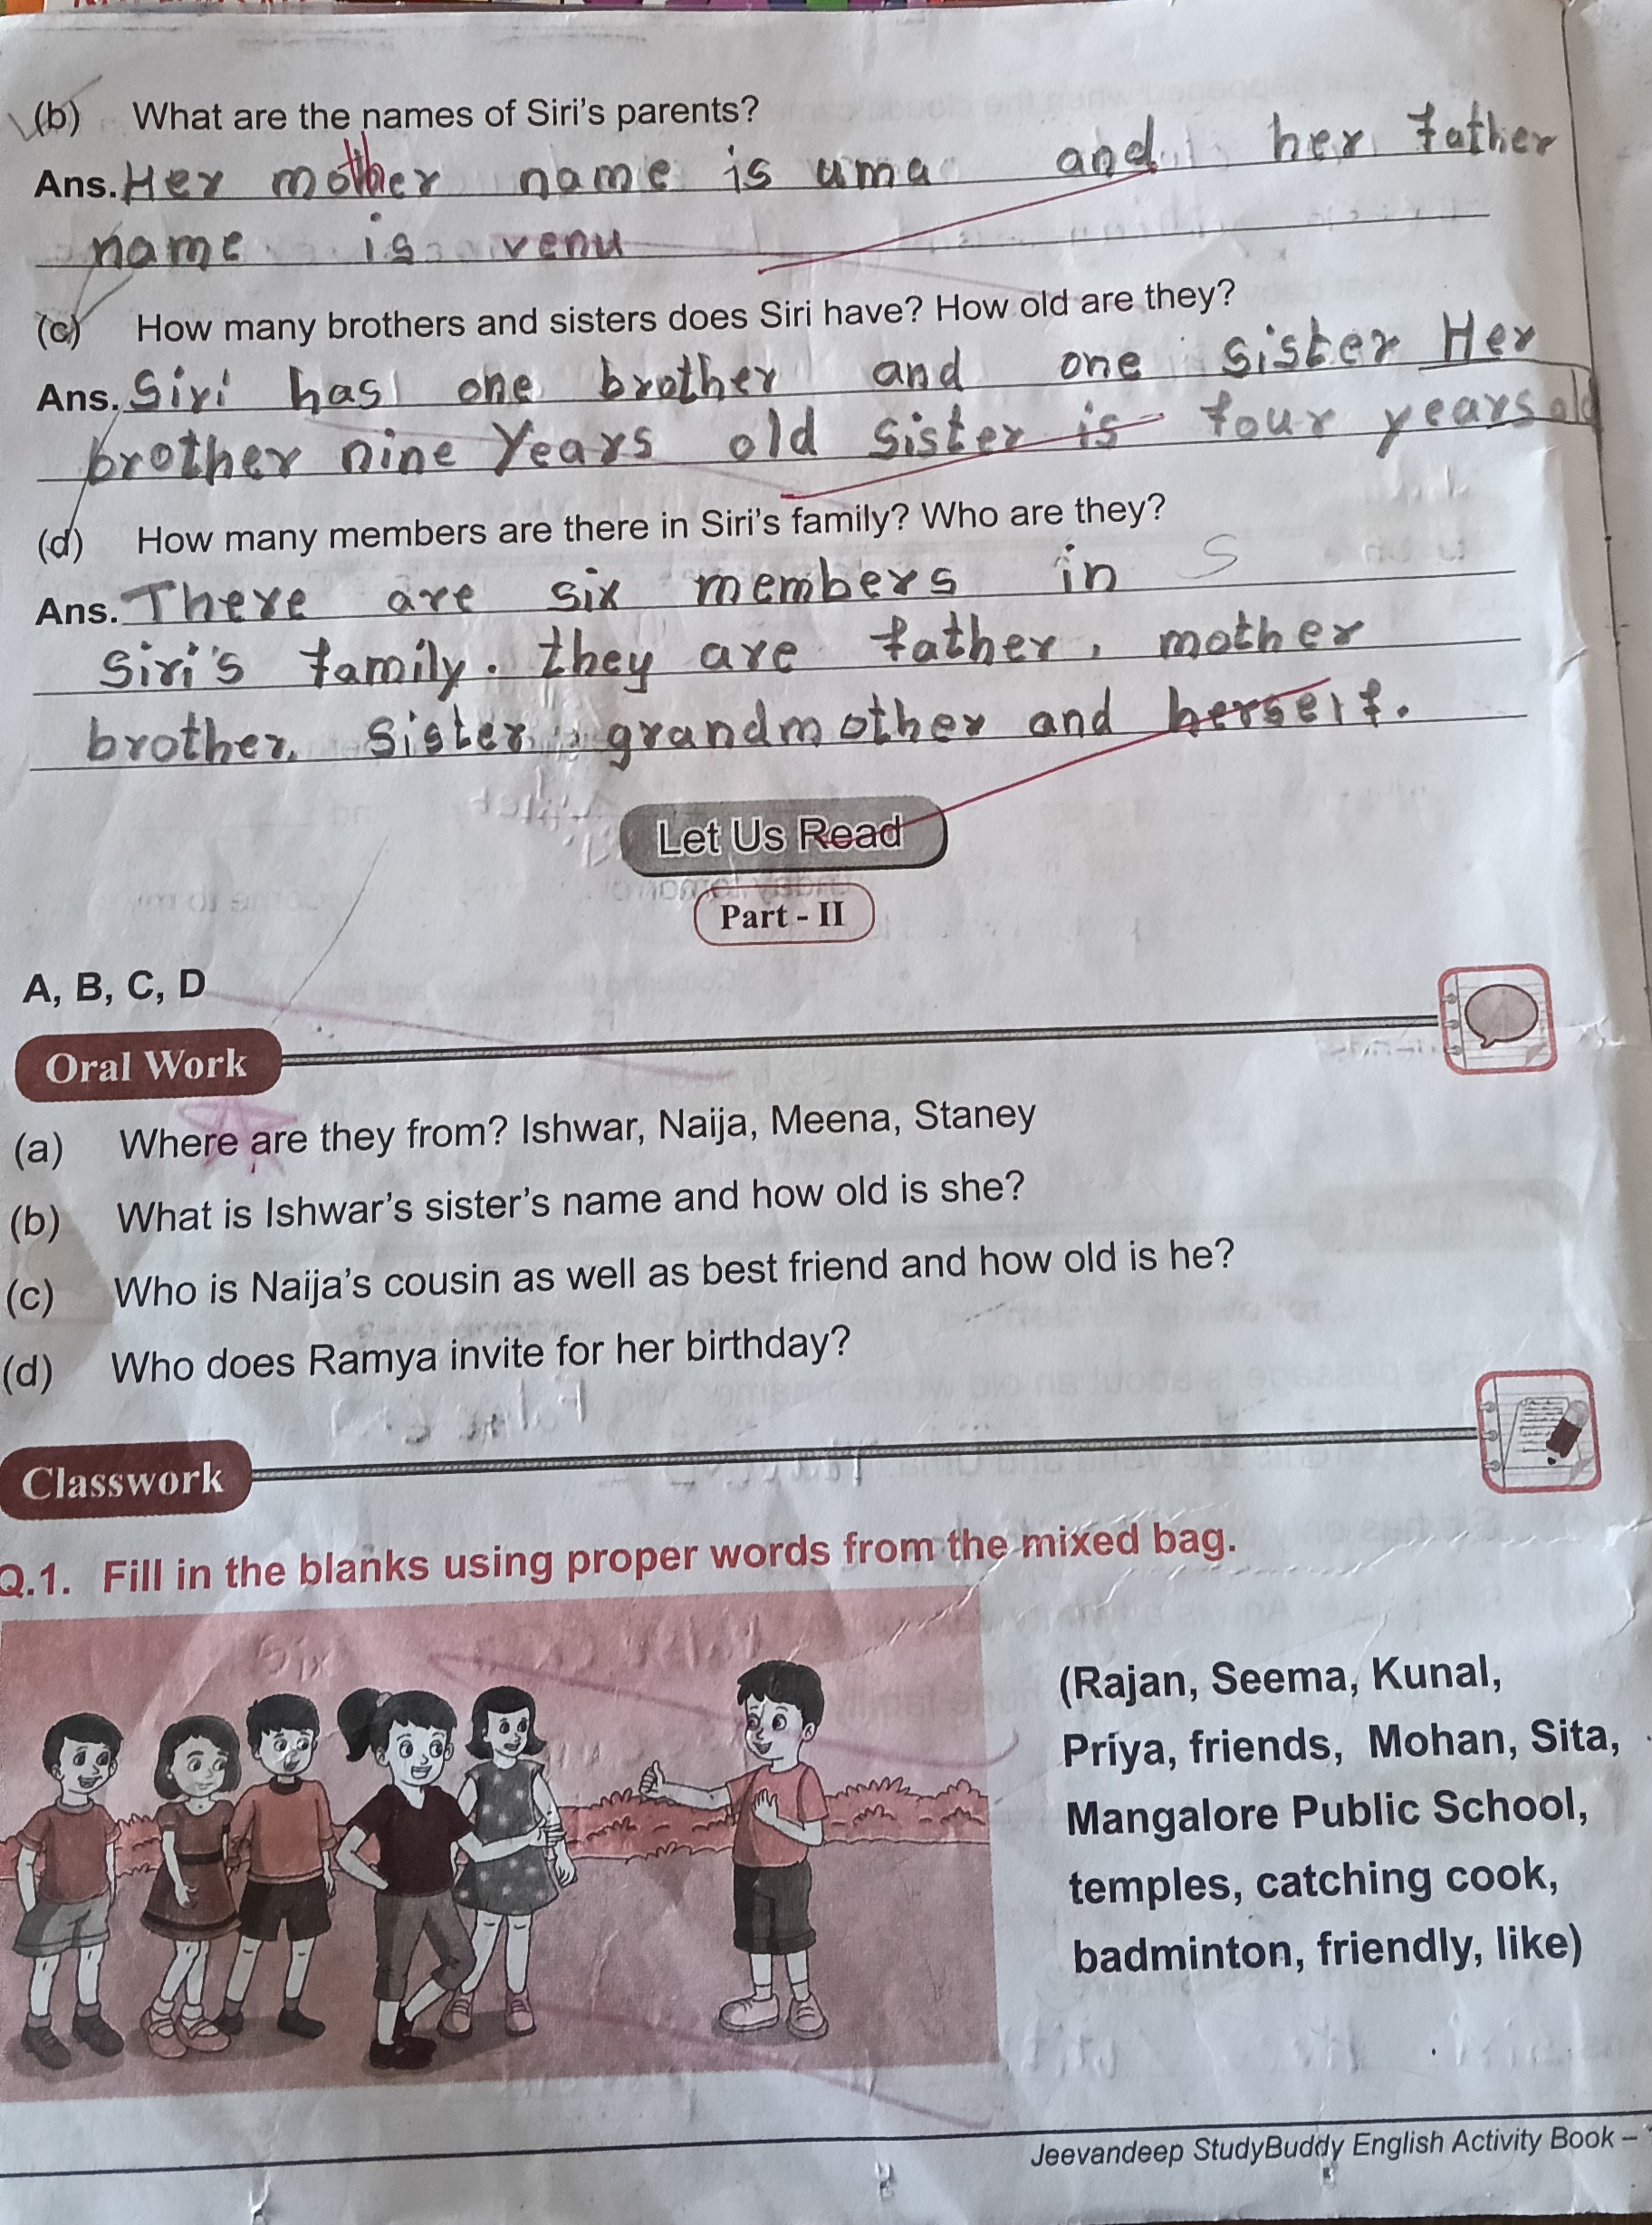 (b) What are the names of Siri's parents?
Ans. Her mother name is uma and her father
name is venu
(c) How many brothers and sisters does Siri have? How old are they?
Ans. Siri has one brother and one sister Her
brother nine Years old sister is four years old
(d) How many members are there in Siri's family? Who are they?
Ans. There are six members in S
Siri's family. they are father, mother
brother, sister, grandmother and herself.
Let Us Read
Part - II
A, B, C, D
Oral Work
(a) Where are they from? Ishwar, Naija, Meena, Staney
(b) What is Ishwar's sister's name and how old is she?
(c) Who is Naija's cousin as well as best friend and how old is he?
(d) Who does Ramya invite for her birthday?
Classwork
Q.1. Fill in the blanks using proper words from the mixed bag.
(Rajan, Seema, Kunal,
Priya, friends, Mohan, Sita,
Mangalore Public School,
temples, catching cook,
badminton, friendly, like)
Jeevandeep StudyBuddy English Activity Book –